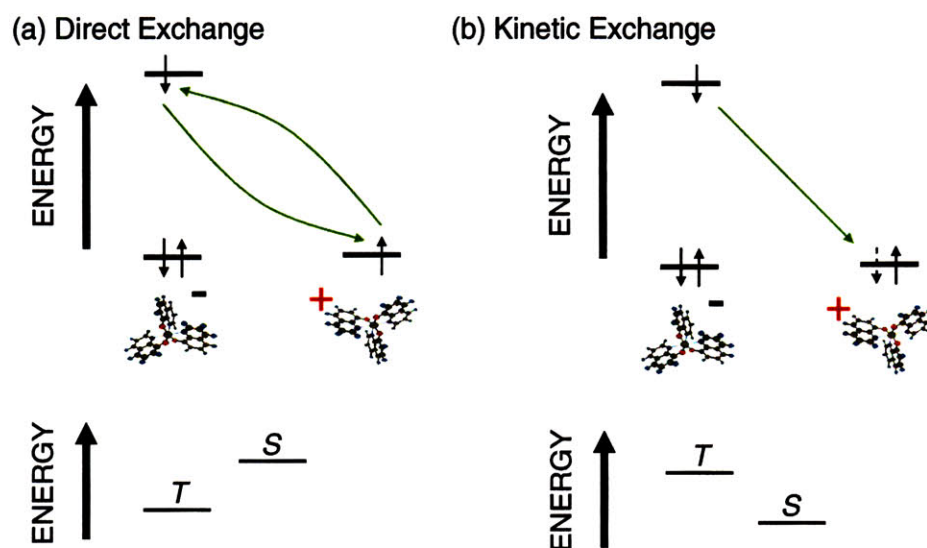 (a) Direct Exchange
(b) Kinetic Exchange
ENERGY
ENERGY
−
+
−
+
ENERGY
T
S
ENERGY
T
S